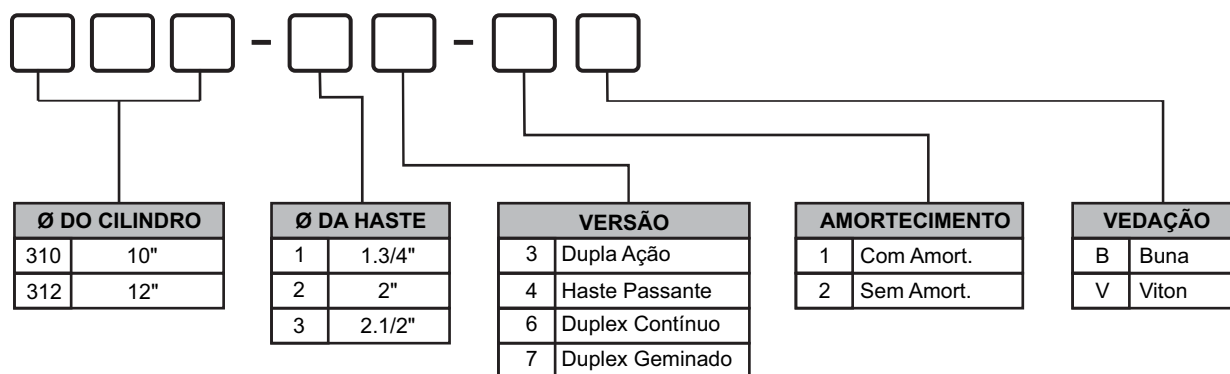 - -
Ø DO CILINDRO
310 10"
312 12"
Ø DA HASTE
1 1.3/4"
2 2"
3 2.1/2"
VERSÃO
3 Dupla Ação
4 Haste Passante
6 Duplex Contínuo
7 Duplex Geminado
AMORTECIMENTO
1 Com Amort.
2 Sem Amort.
VEDAÇÃO
B Buna
V Viton